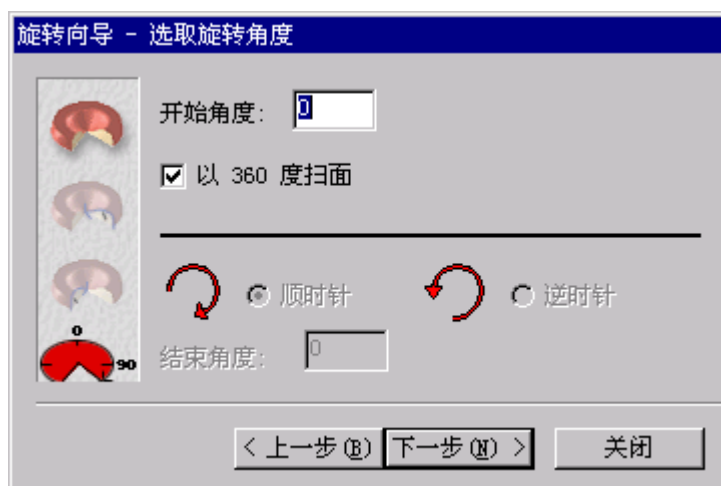 旋转向导 - 选取旋转角度
开始角度: 0
以 360 度扫面
顺时针 逆时针
0
90
结束角度: 0
< 上一步(B) 下一步(N) > 关闭